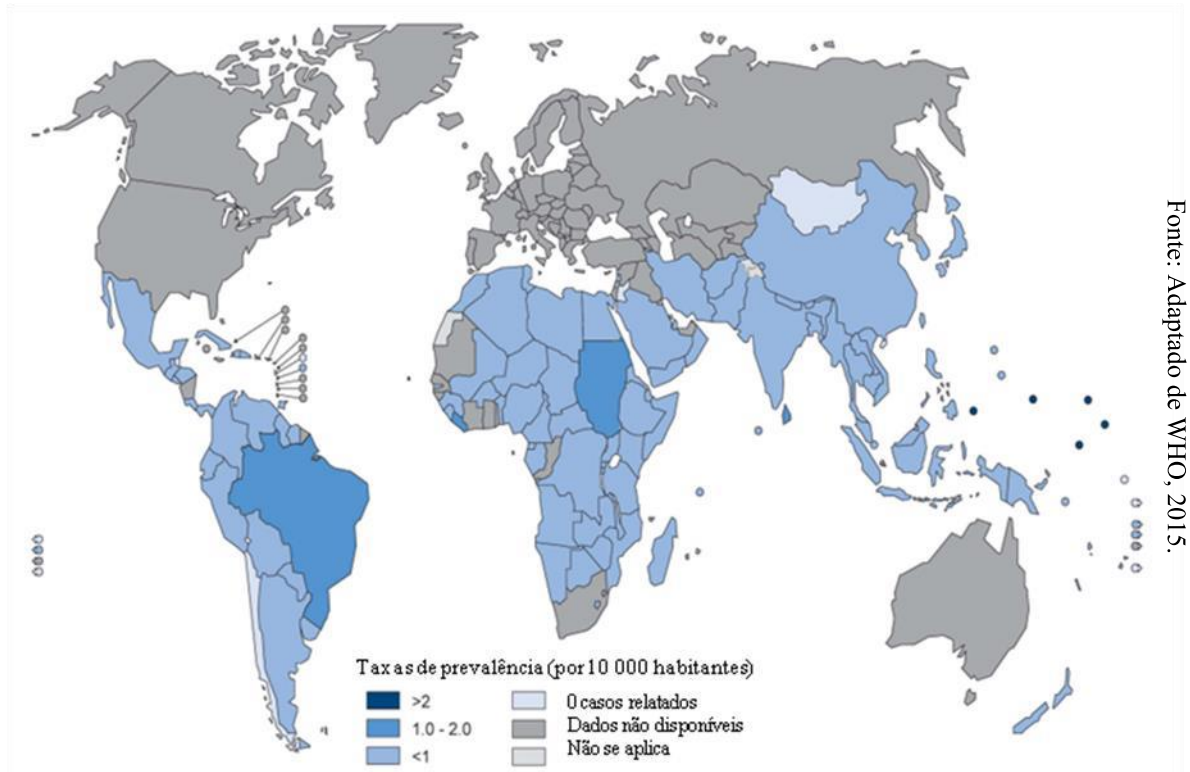 Fonte: Adaptado de WHO, 2015.
Taxas de prevalência (por 10 000 habitantes)
>2
1.0 - 2.0
<1
0 casos relatados
Dados não disponíveis
Não se aplica